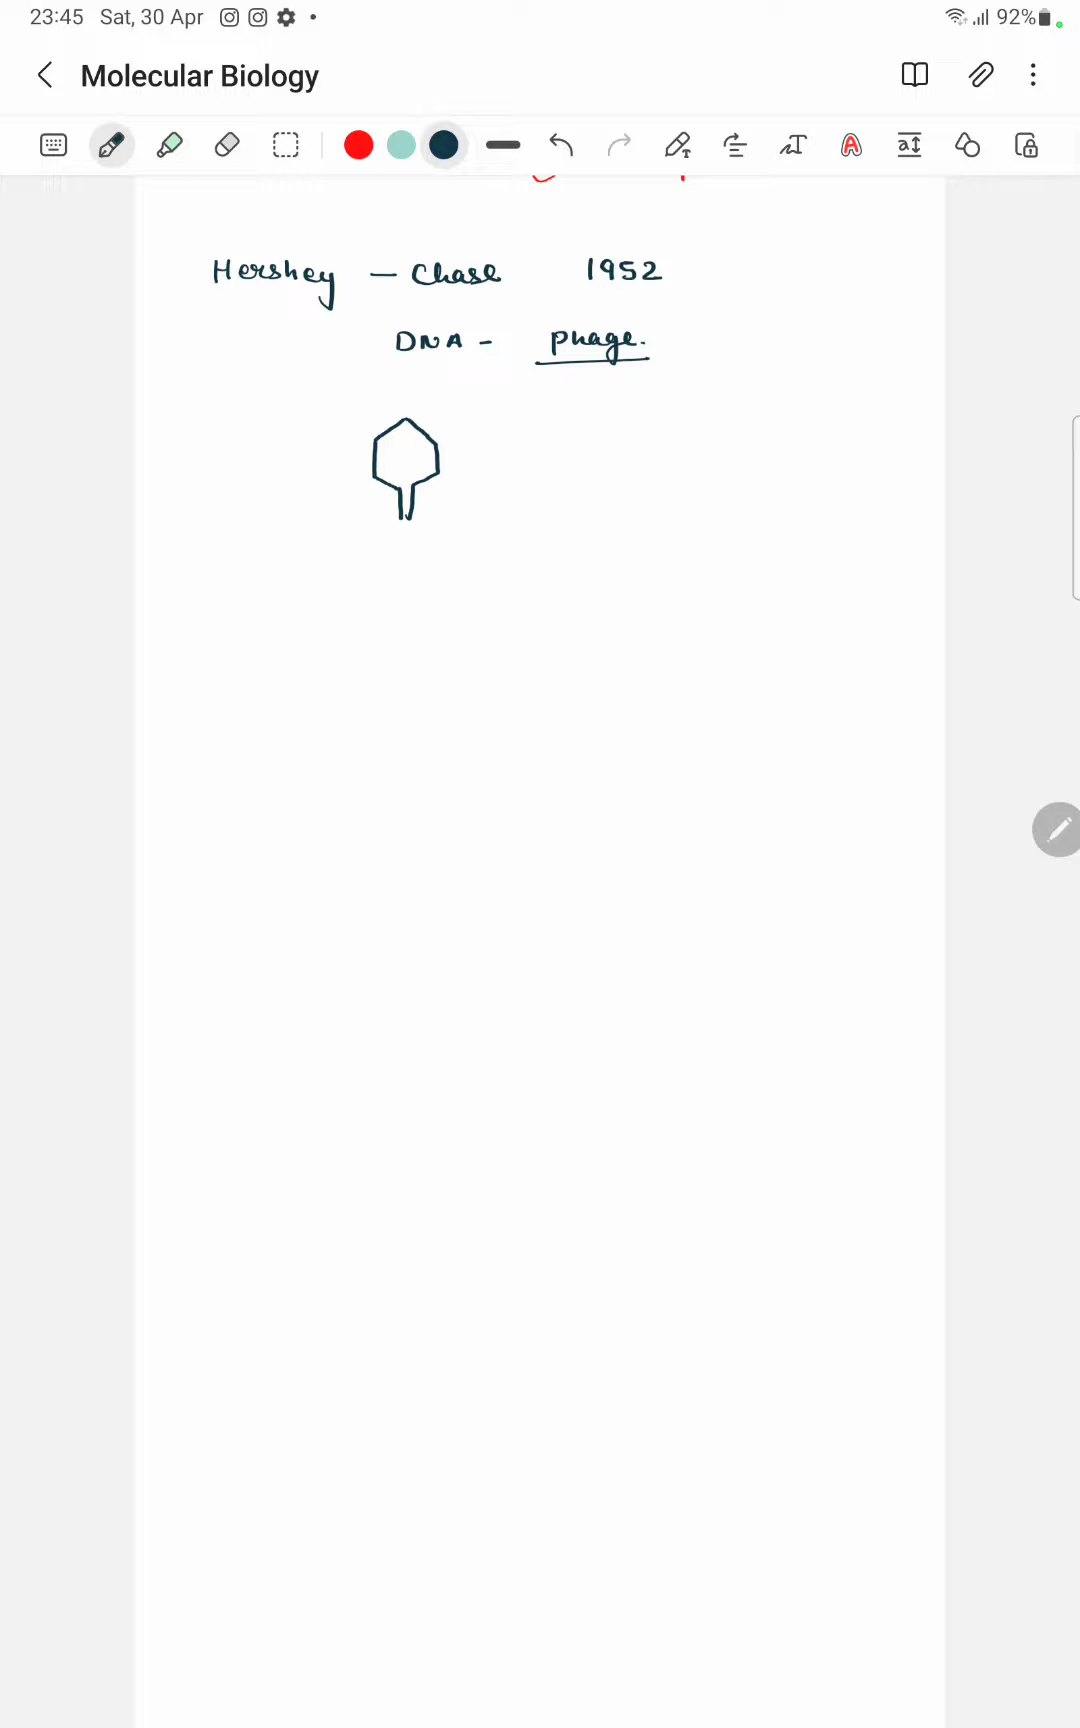 23:45 Sat, 30 Apr 92%
Molecular Biology
Hershey - Chase 1952
DNA - phage.